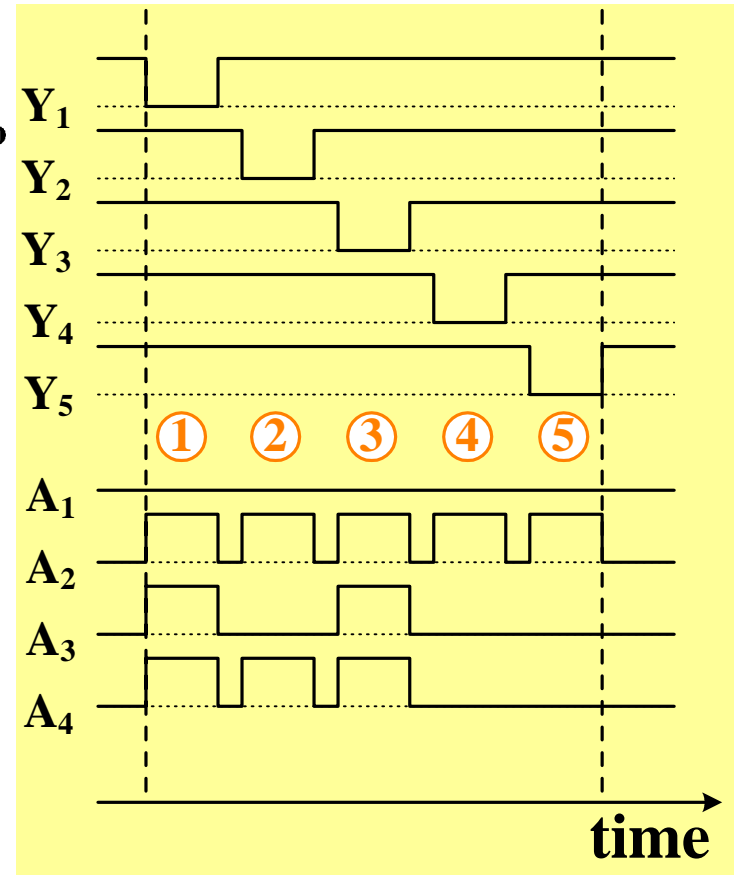 Y₁
Y₂
Y₃
Y₄
Y₅
① ② ③ ④ ⑤
A₁
A₂
A₃
A₄
time